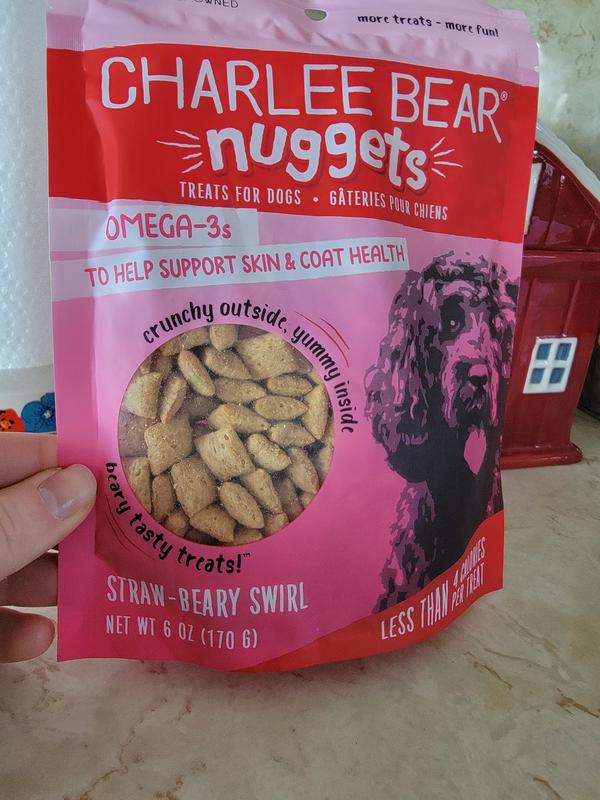 OWNED
more treats - more fun!
CHARLEE BEAR®
nuggets
TREATS FOR DOGS • GÂTERIES POUR CHIENS
OMEGA-3s
TO HELP SUPPORT SKIN & COAT HEALTH
crunchy outside, yummy inside
beary tasty treats!™
STRAW-BEARY SWIRL
NET WT 6 OZ (170 G)
LESS THAN 4 CALORIES
PER TREAT